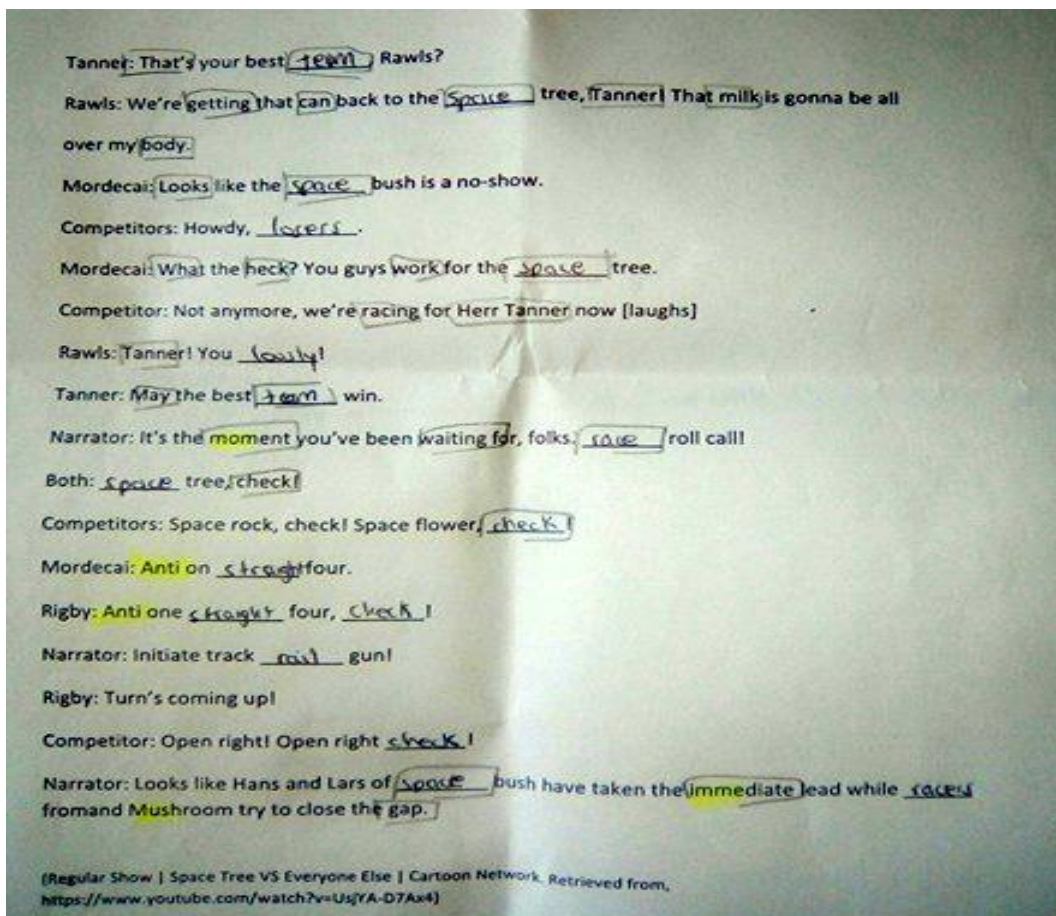 Tanner: That's your best team, Rawls?
Rawls: We're getting that can back to the space tree, Tanner! That milk is gonna be all
over my body.
Mordecai: Looks like the space bush is a no-show.
Competitors: Howdy, losers.
Mordecai: What the heck? You guys work for the space tree.
Competitor: Not anymore, we're racing for Herr Tanner now [laughs]
Rawls: Tanner! You lously!
Tanner: May the best team win.
Narrator: It's the moment you've been waiting for, folks. race roll call!
Both: space tree, check!
Competitors: Space rock, check! Space flower, check!
Mordecai: Anti on straight four.
Rigby: Anti one straight four, check!
Narrator: Initiate track rail gun!
Rigby: Turn's coming up!
Competitor: Open right! Open right check!
Narrator: Looks like Hans and Lars of space bush have taken the immediate lead while racers
fromand Mushroom try to close the gap.
(Regular Show | Space Tree VS Everyone Else | Cartoon Network. Retrieved from,
https://www.youtube.com/watch?v=UsjYA-D7Ax4)